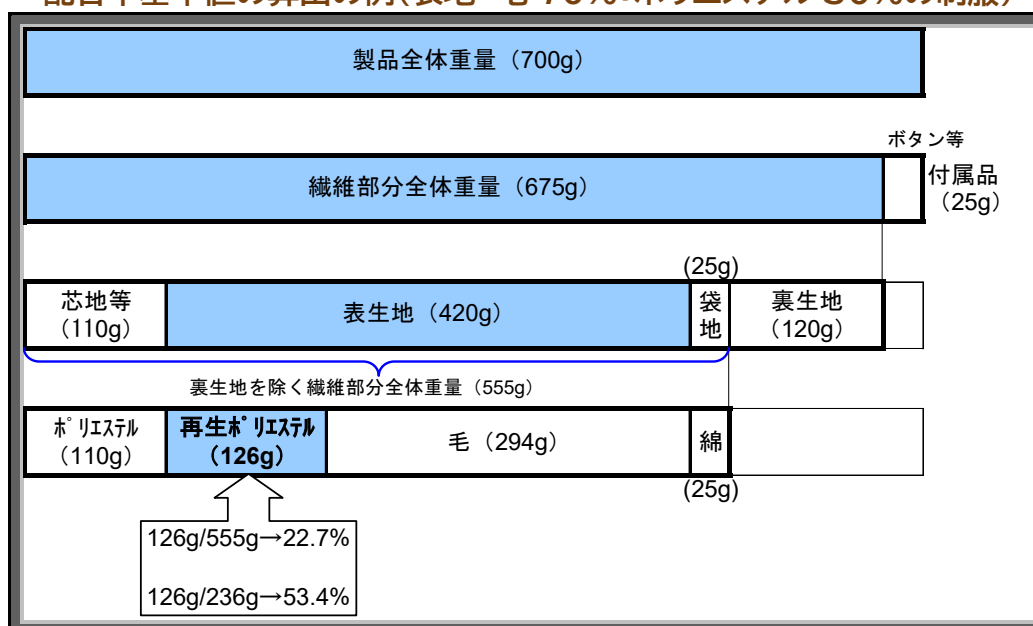 製品全体重量（700g）
ボタン等
繊維部分全体重量（675g）
付属品
（25g）
(25g)
芯地等
（110g）
表生地（420g）
袋
地
裏生地
（120g）
裏生地を除く繊維部分全体重量（555g）
ﾎﾟﾘｴｽﾃﾙ
（110g）
再生ﾎﾟﾘｴｽﾃﾙ
（126g）
毛（294g）
綿
(25g)
126g/555g→22.7%
126g/236g→53.4%